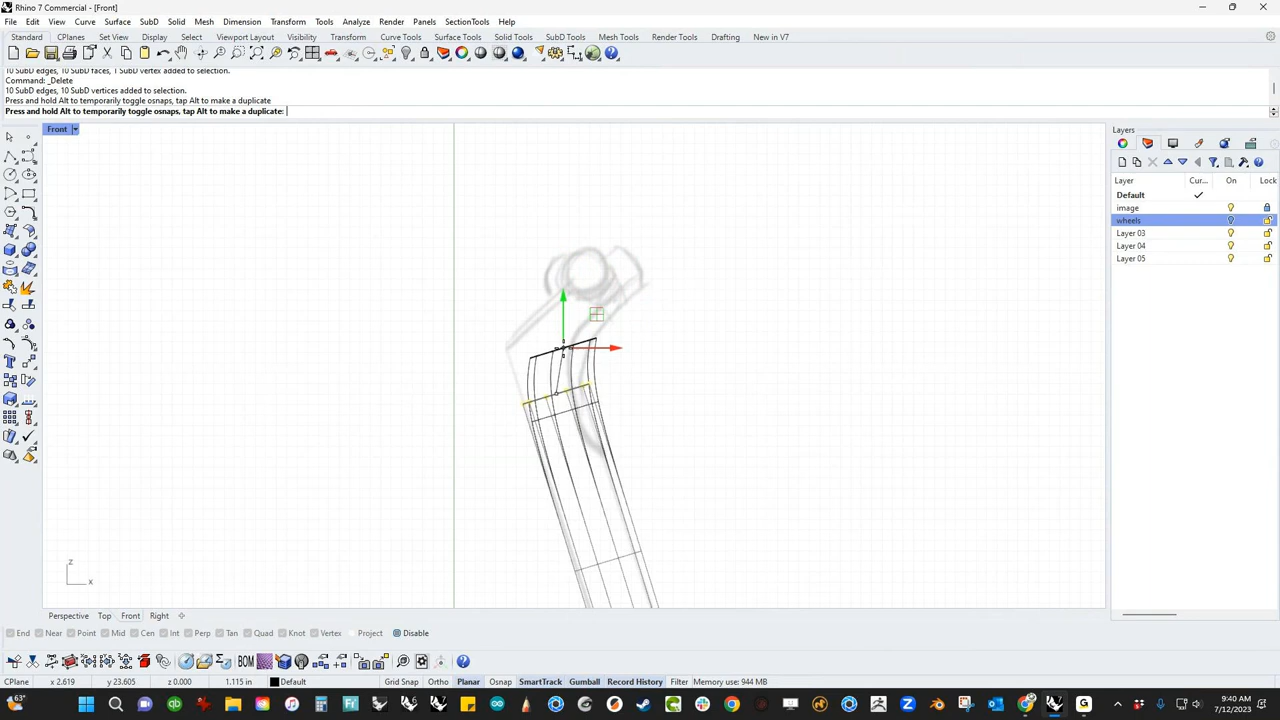 Rhino 7 Commercial - [Front]
File Edit View Curve Surface SubD Solid Mesh Dimension Transform Tools Analyze Render Panels SectionTools Help
Standard CPlanes Set View Display Select Viewport Layout Visibility Transform Curve Tools Surface Tools Solid Tools SubD Tools Mesh Tools Render Tools Drafting New in V7
10 SubD edges, 10 SubD faces, 1 SubD vertex added to selection.
Command: _Delete
10 SubD edges, 10 SubD vertices added to selection.
Press and hold Alt to temporarily toggle osnaps, tap Alt to make a duplicate
Press and hold Alt to temporarily toggle osnaps, tap Alt to make a duplicate:
Front
Layers
Layer Cur... On Lock
Default
image
wheels
Layer 03
Layer 04
Layer 05
z
x
Perspective Top Front Right
End Near Point Mid Cen Int Perp Tan Quad Knot Vertex Project Disable
BOM
CPlane x 2.619 y 23.605 z 0.000 1.115 in Default Grid Snap Ortho Planar Osnap SmartTrack Gumball Record History Filter Memory use: 944 MB
63° 9:40 AM
7/12/2023